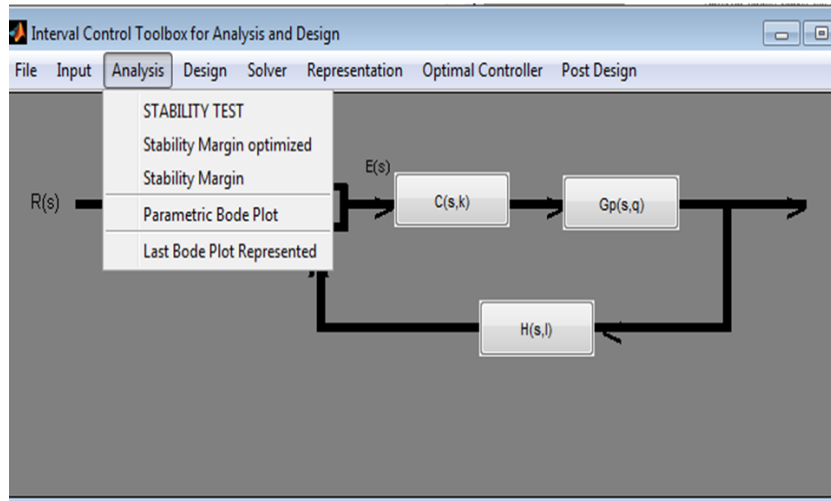 Interval Control Toolbox for Analysis and Design
File Input Analysis Design Solver Representation Optimal Controller Post Design
STABILITY TEST
Stability Margin optimized
Stability Margin
Parametric Bode Plot
Last Bode Plot Represented
R(s)
E(s)
C(s,k)
Gp(s,q)
H(s,l)